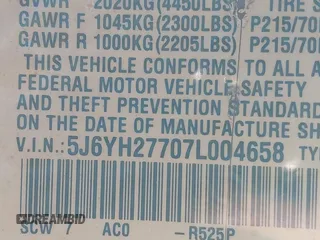 GVWR 2020KG(4450LBS) TIRE S
GAWR F 1045KG(2300LBS) P215/70
GAWR R 1000KG(2205LBS) P215/70
THIS VEHICLE CONFORMS TO ALL A
FEDERAL MOTOR VEHICLE SAFETY
AND THEFT PREVENTION STANDARD
ON THE DATE OF MANUFACTURE SH
V.I.N.:5J6YH27707L004658 TY
SCW 7 AC0 -R525P
DREAMBID